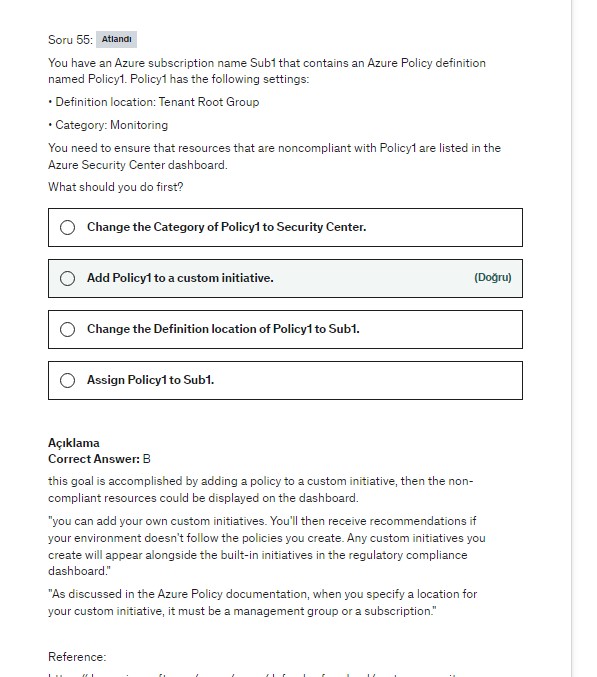 Soru 55: Atlandı
You have an Azure subscription name Sub1 that contains an Azure Policy definition
named Policy1. Policy1 has the following settings:
• Definition location: Tenant Root Group
• Category: Monitoring
You need to ensure that resources that are noncompliant with Policy1 are listed in the
Azure Security Center dashboard.
What should you do first?
Change the Category of Policy1 to Security Center.
Add Policy1 to a custom initiative. (Doğru)
Change the Definition location of Policy1 to Sub1.
Assign Policy1 to Sub1.
Açıklama
Correct Answer: B
this goal is accomplished by adding a policy to a custom initiative, then the non-
compliant resources could be displayed on the dashboard.
"you can add your own custom initiatives. You'll then receive recommendations if
your environment doesn't follow the policies you create. Any custom initiatives you
create will appear alongside the built-in initiatives in the regulatory compliance
dashboard."
"As discussed in the Azure Policy documentation, when you specify a location for
your custom initiative, it must be a management group or a subscription."
Reference: